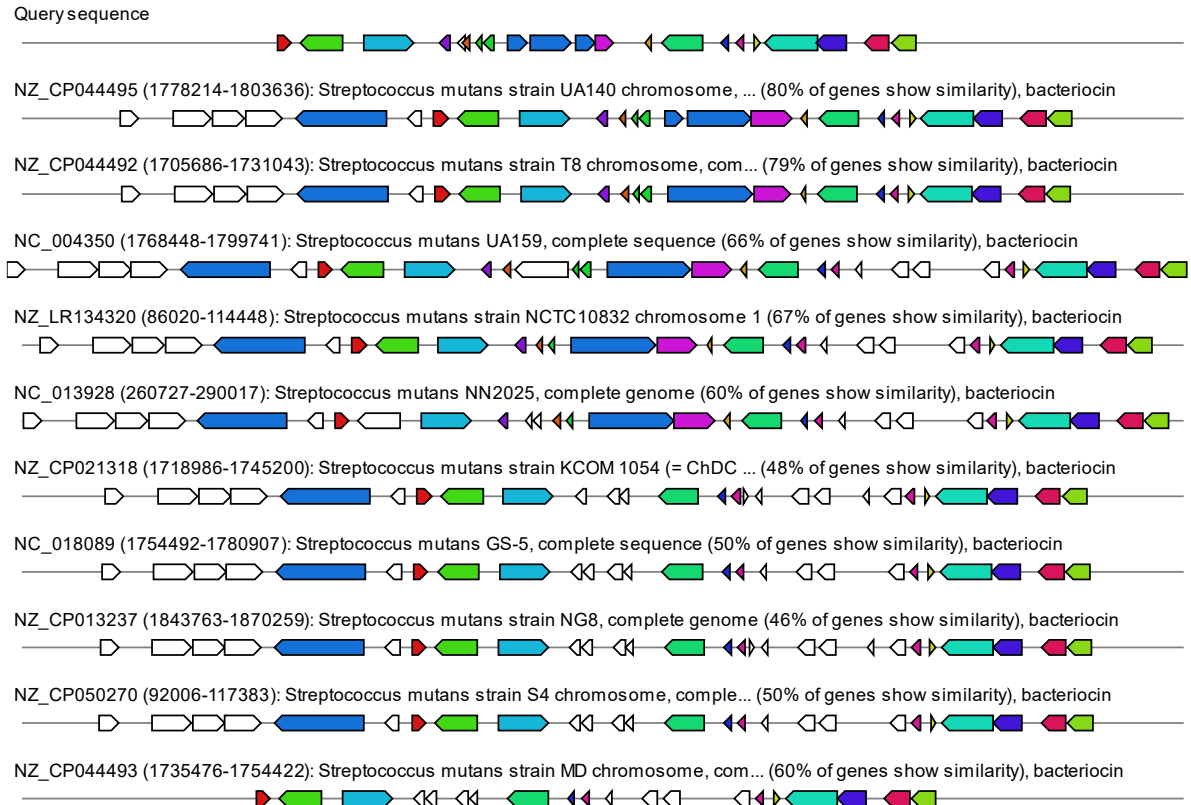 Query sequence
NZ_CP044495 (1778214-1803636): Streptococcus mutans strain UA140 chromosome, ... (80% of genes show similarity), bacteriocin
NZ_CP044492 (1705686-1731043): Streptococcus mutans strain T8 chromosome, com... (79% of genes show similarity), bacteriocin
NC_004350 (1768448-1799741): Streptococcus mutans UA159, complete sequence (66% of genes show similarity), bacteriocin
NZ_LR134320 (86020-114448): Streptococcus mutans strain NCTC10832 chromosome 1 (67% of genes show similarity), bacteriocin
NC_013928 (260727-290017): Streptococcus mutans NN2025, complete genome (60% of genes show similarity), bacteriocin
NZ_CP021318 (1718986-1745200): Streptococcus mutans strain KCOM 1054 (= ChDC ... (48% of genes show similarity), bacteriocin
NC_018089 (1754492-1780907): Streptococcus mutans GS-5, complete sequence (50% of genes show similarity), bacteriocin
NZ_CP013237 (1843763-1870259): Streptococcus mutans strain NG8, complete genome (46% of genes show similarity), bacteriocin
NZ_CP050270 (92006-117383): Streptococcus mutans strain S4 chromosome, comple... (50% of genes show similarity), bacteriocin
NZ_CP044493 (1735476-1754422): Streptococcus mutans strain MD chromosome, com... (60% of genes show similarity), bacteriocin